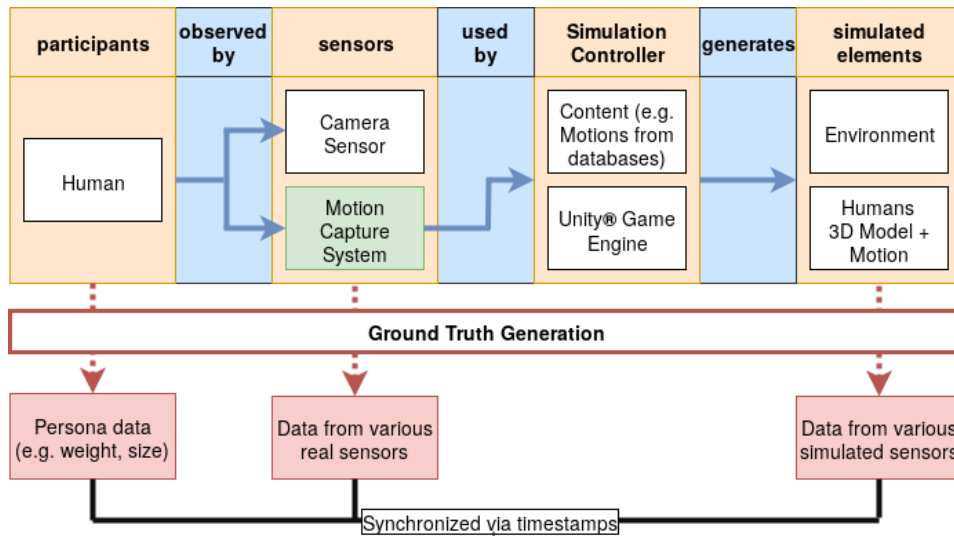 participants
observed
by
sensors
used
by
Simulation
Controller
generates
simulated
elements
Human
Camera
Sensor
Motion
Capture
System
Content (e.g.
Motions from
databases)
Unity® Game
Engine
Environment
Humans
3D Model +
Motion
Ground Truth Generation
Persona data
(e.g. weight, size)
Data from various
real sensors
Data from various
simulated sensors
Synchronized via timestamps